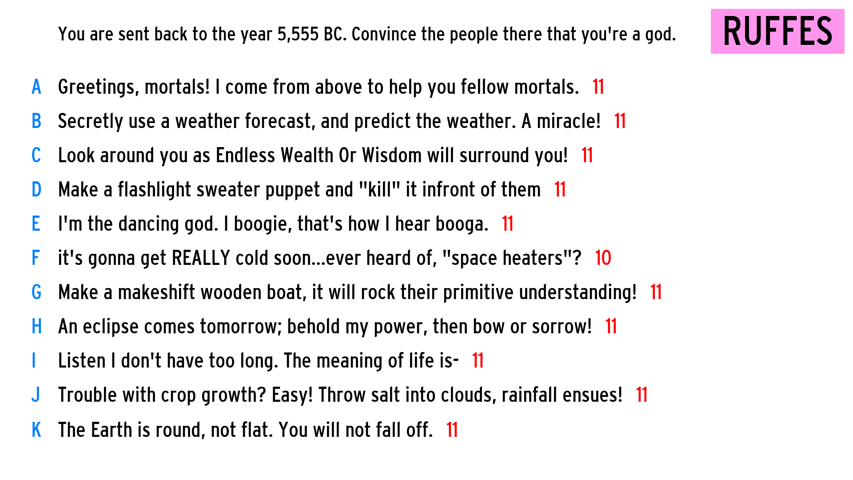 You are sent back to the year 5,555 BC. Convince the people there that you're a god.
RUFFES
A Greetings, mortals! I come from above to help you fellow mortals. 11
B Secretly use a weather forecast, and predict the weather. A miracle! 11
C Look around you as Endless Wealth Or Wisdom will surround you! 11
D Make a flashlight sweater puppet and "kill" it infront of them 11
E I'm the dancing god. I boogie, that's how I hear booga. 11
F it's gonna get REALLY cold soon...ever heard of, "space heaters"? 10
G Make a makeshift wooden boat, it will rock their primitive understanding! 11
H An eclipse comes tomorrow; behold my power, then bow or sorrow! 11
I Listen I don't have too long. The meaning of life is- 11
J Trouble with crop growth? Easy! Throw salt into clouds, rainfall ensues! 11
K The Earth is round, not flat. You will not fall off. 11